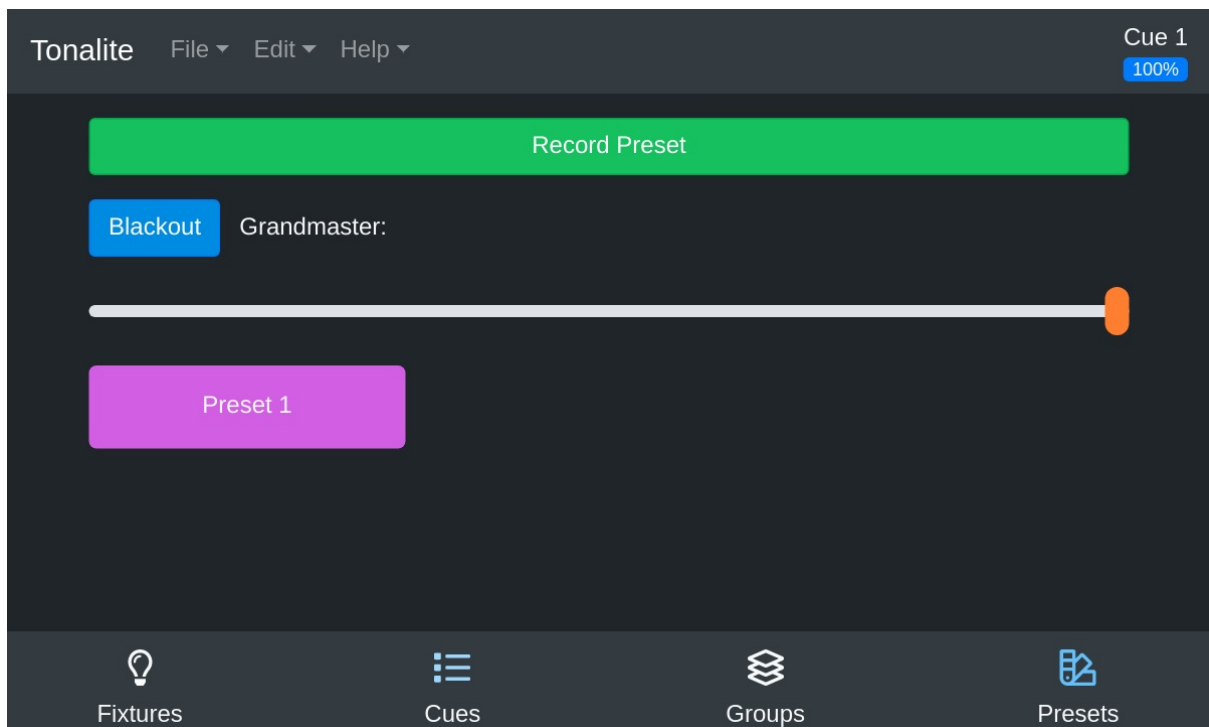 Tonalite File Edit Help Cue 1
100%
Record Preset
Blackout Grandmaster:
Preset 1
Fixtures Cues Groups Presets